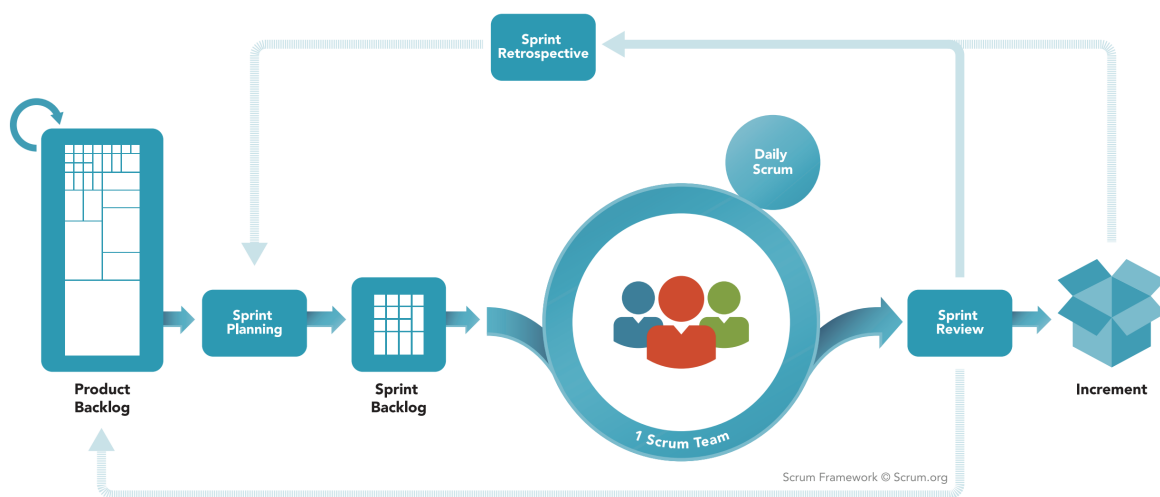 Sprint
Retrospective
Daily
Scrum
Sprint
Planning
Sprint
Review
Product
Backlog
Sprint
Backlog
Increment
1 Scrum Team
Scrum Framework © Scrum.org